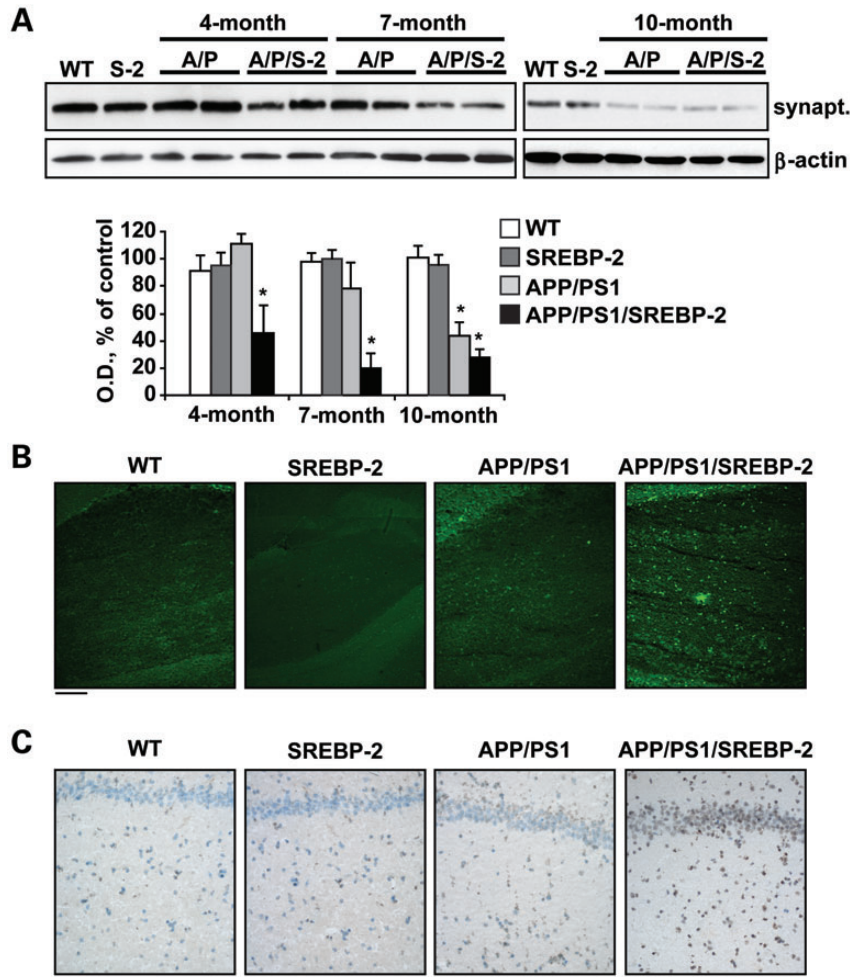 A
4-month 7-month 10-month
WT S-2 A/P A/P/S-2 A/P A/P/S-2 WT S-2 A/P A/P/S-2
synapt.
β-actin
O.D., % of control
120
100
80
60
40
20
0
* * * *
4-month 7-month 10-month
WT
SREBP-2
APP/PS1
APP/PS1/SREBP-2
B
WT SREBP-2 APP/PS1 APP/PS1/SREBP-2
C
WT SREBP-2 APP/PS1 APP/PS1/SREBP-2